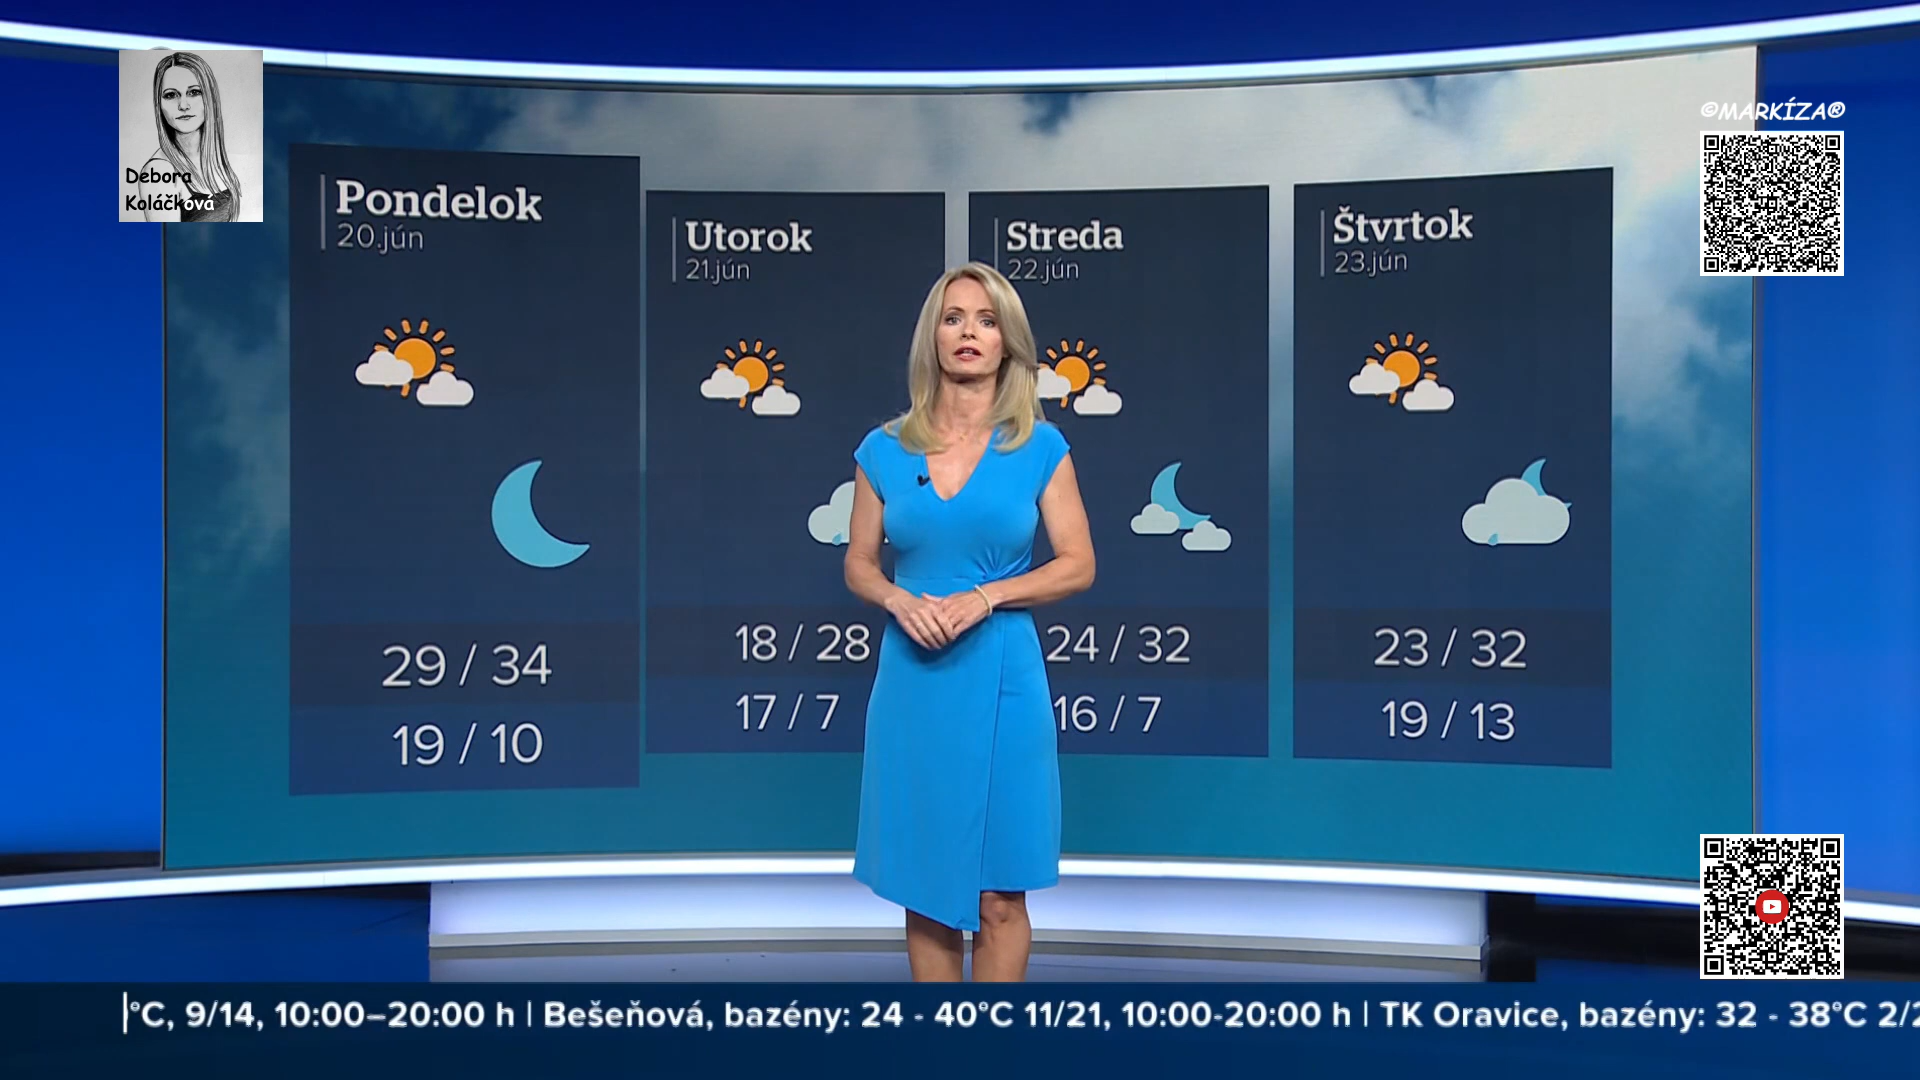 Debora
Koláčková
©MARKÍZA®
Pondelok
20.jún
29 / 34
19 / 10
Utorok
21.jún
18 / 28
17 / 7
Streda
22.jún
24 / 32
16 / 7
Štvrtok
23.jún
23 / 32
19 / 13
°C, 9/14, 10:00–20:00 h | Bešeňová, bazény: 24 - 40°C 11/21, 10:00-20:00 h | TK Oravice, bazény: 32 - 38°C 2/2